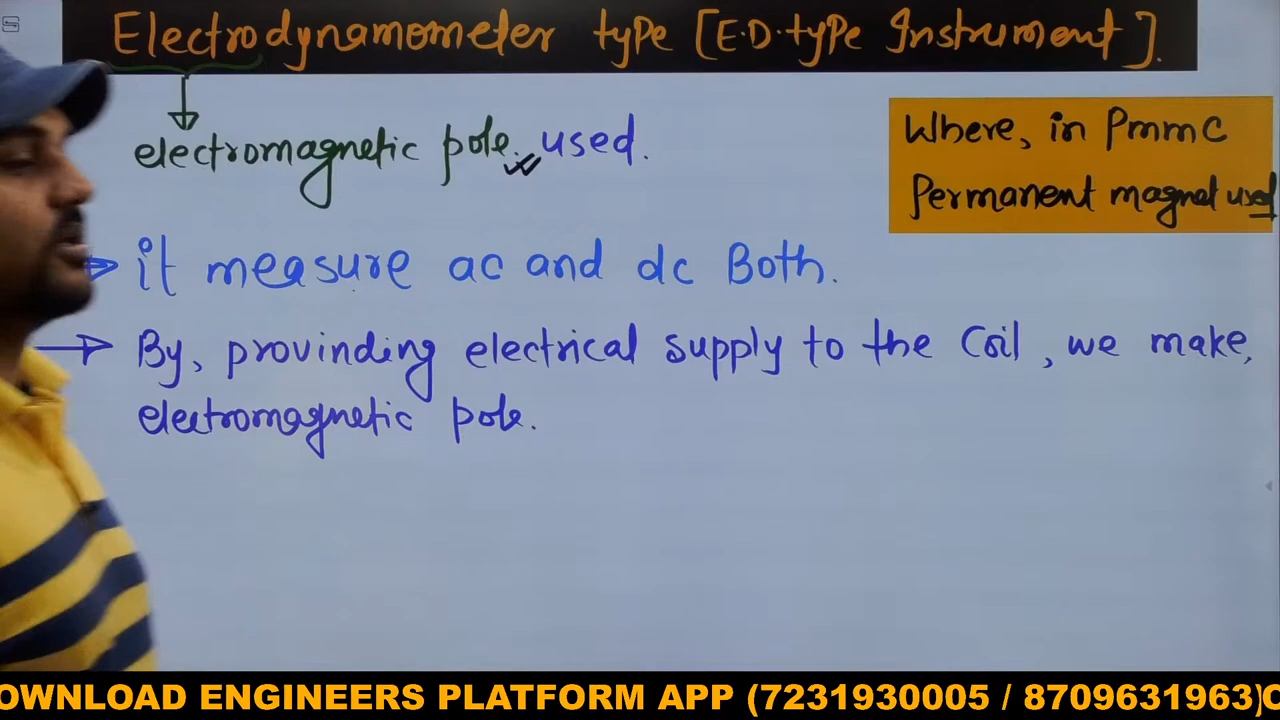 Electrodynamometer type [E.D.type Instrument].
electromagnetic pole. used.
Where, in PmmC
Permanent magnet used
it measure ac and dc Both.
By, provinding electrical supply to the Coil, we make,
electromagnetic pole.
OWNLOAD ENGINEERS PLATFORM APP (7231930005 / 8709631963)